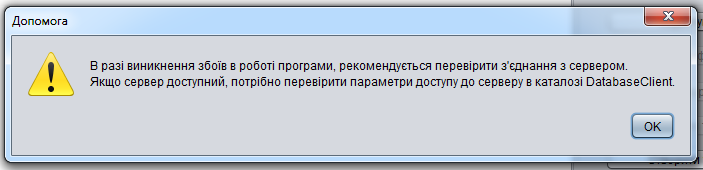 Допомога
В разі виникнення збоїв в роботі програми, рекомендується перевірити з'єднання з сервером.
Якщо сервер доступний, потрібно перевірити параметри доступу до серверу в каталозі DatabaseClient.
OK